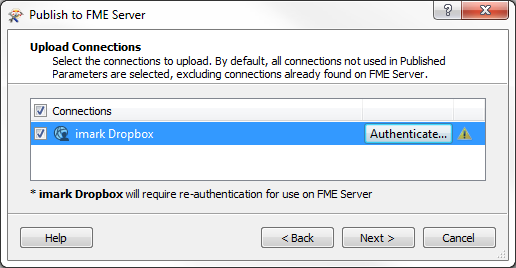 Publish to FME Server
Upload Connections
Select the connections to upload. By default, all connections not used in Published
Parameters are selected, excluding connections already found on FME Server.
Connections
imark Dropbox Authenticate...
* imark Dropbox will require re-authentication for use on FME Server
Help < Back Next > Cancel